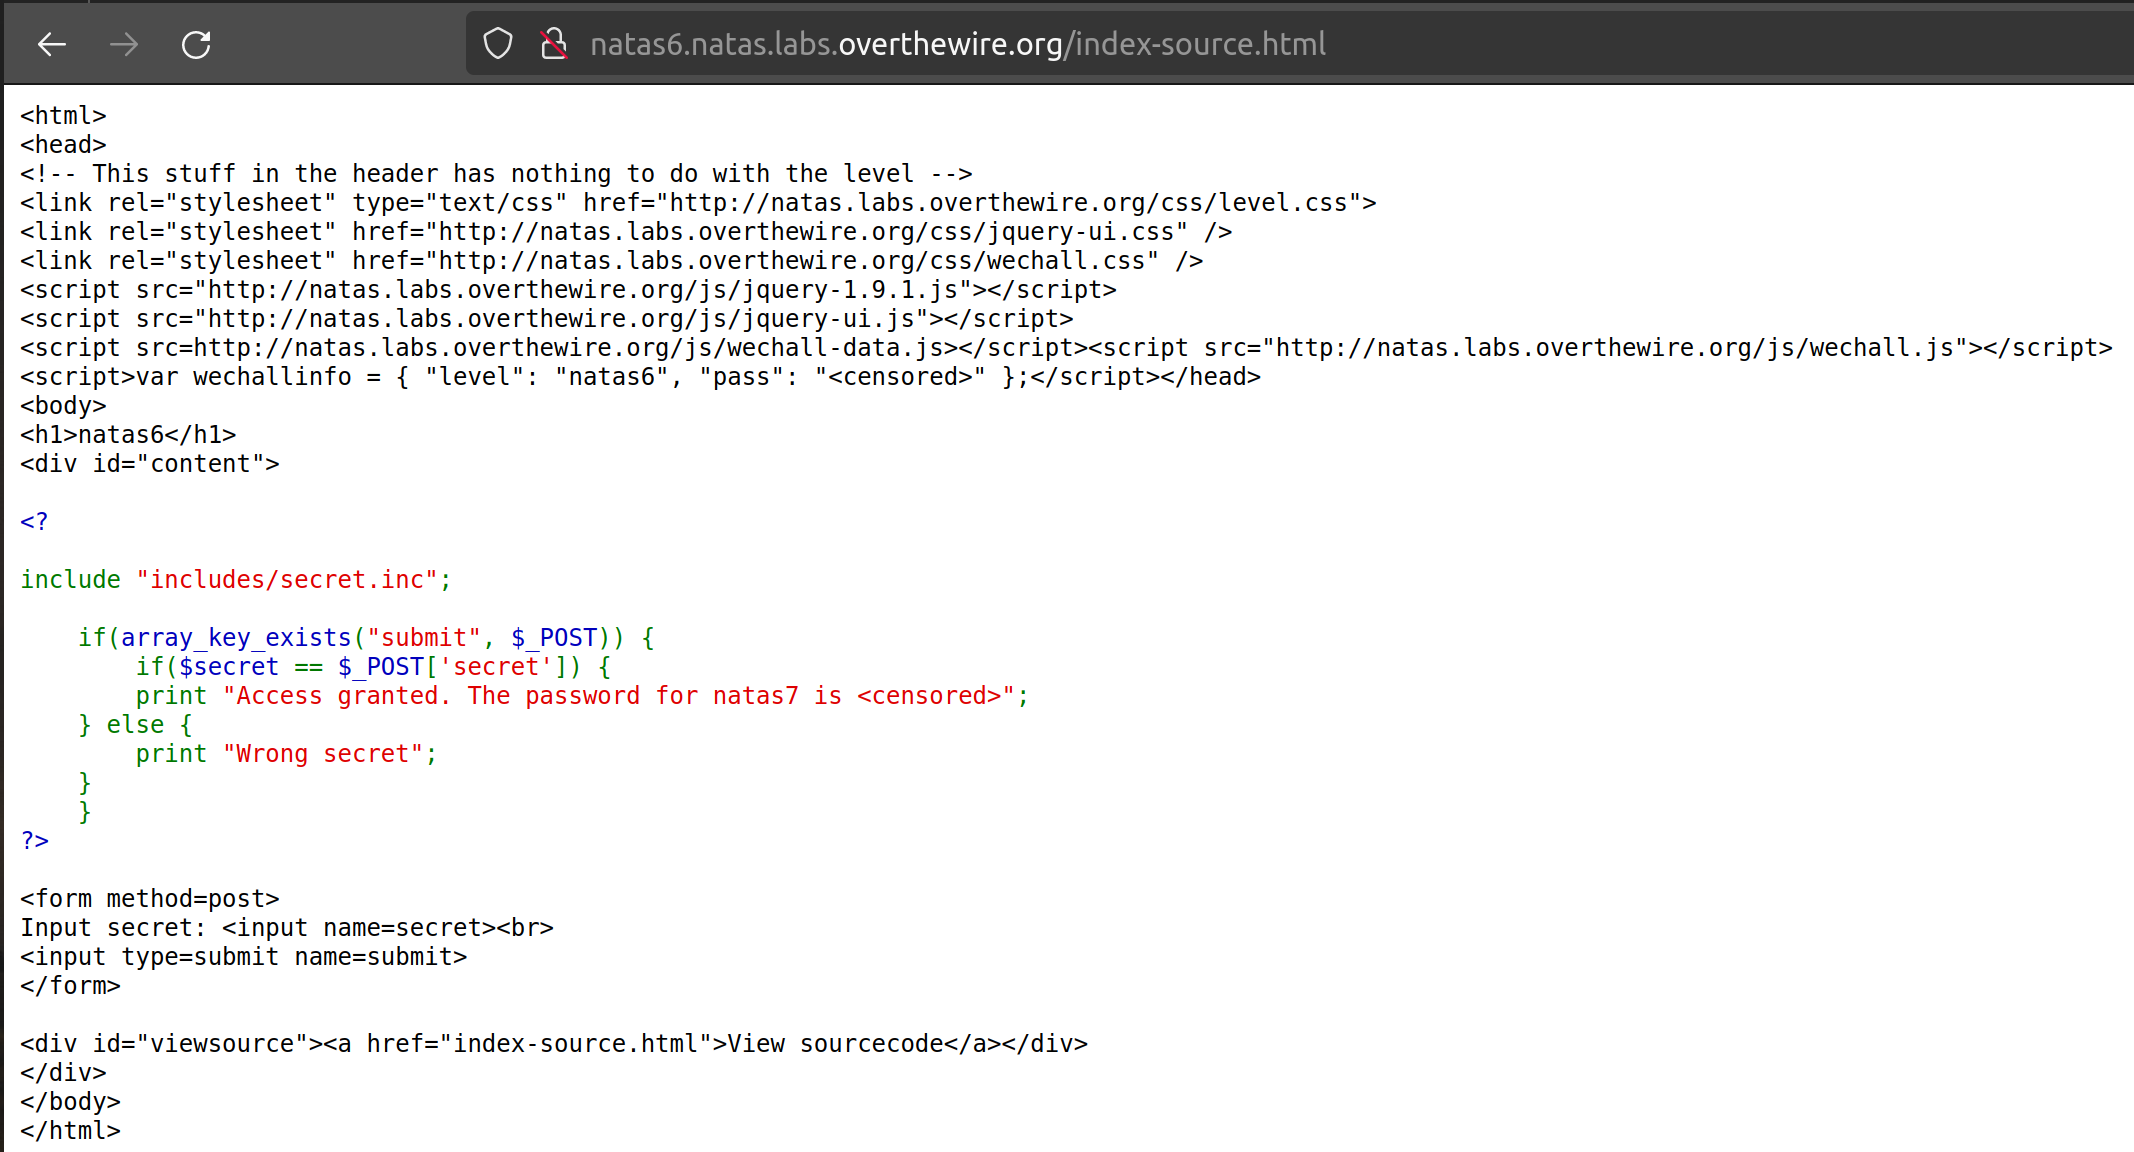 natas6.natas.labs.overthewire.org/index-source.html
<html>
<head>
<!-- This stuff in the header has nothing to do with the level -->
<link rel="stylesheet" type="text/css" href="http://natas.labs.overthewire.org/css/level.css">
<link rel="stylesheet" href="http://natas.labs.overthewire.org/css/jquery-ui.css" />
<link rel="stylesheet" href="http://natas.labs.overthewire.org/css/wechall.css" />
<script src="http://natas.labs.overthewire.org/js/jquery-1.9.1.js"></script>
<script src="http://natas.labs.overthewire.org/js/jquery-ui.js"></script>
<script src=http://natas.labs.overthewire.org/js/wechall-data.js></script><script src="http://natas.labs.overthewire.org/js/wechall.js"></script>
<script>var wechallinfo = { "level": "natas6", "pass": "<censored>" };</script></head>
<body>
<h1>natas6</h1>
<div id="content">
<?
include "includes/secret.inc";
    if(array_key_exists("submit", $_POST)) {
        if($secret == $_POST['secret']) {
        print "Access granted. The password for natas7 is <censored>";
    } else {
        print "Wrong secret";
    }
    }
?>
<form method=post>
Input secret: <input name=secret><br>
<input type=submit name=submit>
</form>
<div id="viewsource"><a href="index-source.html">View sourcecode</a></div>
</div>
</body>
</html>